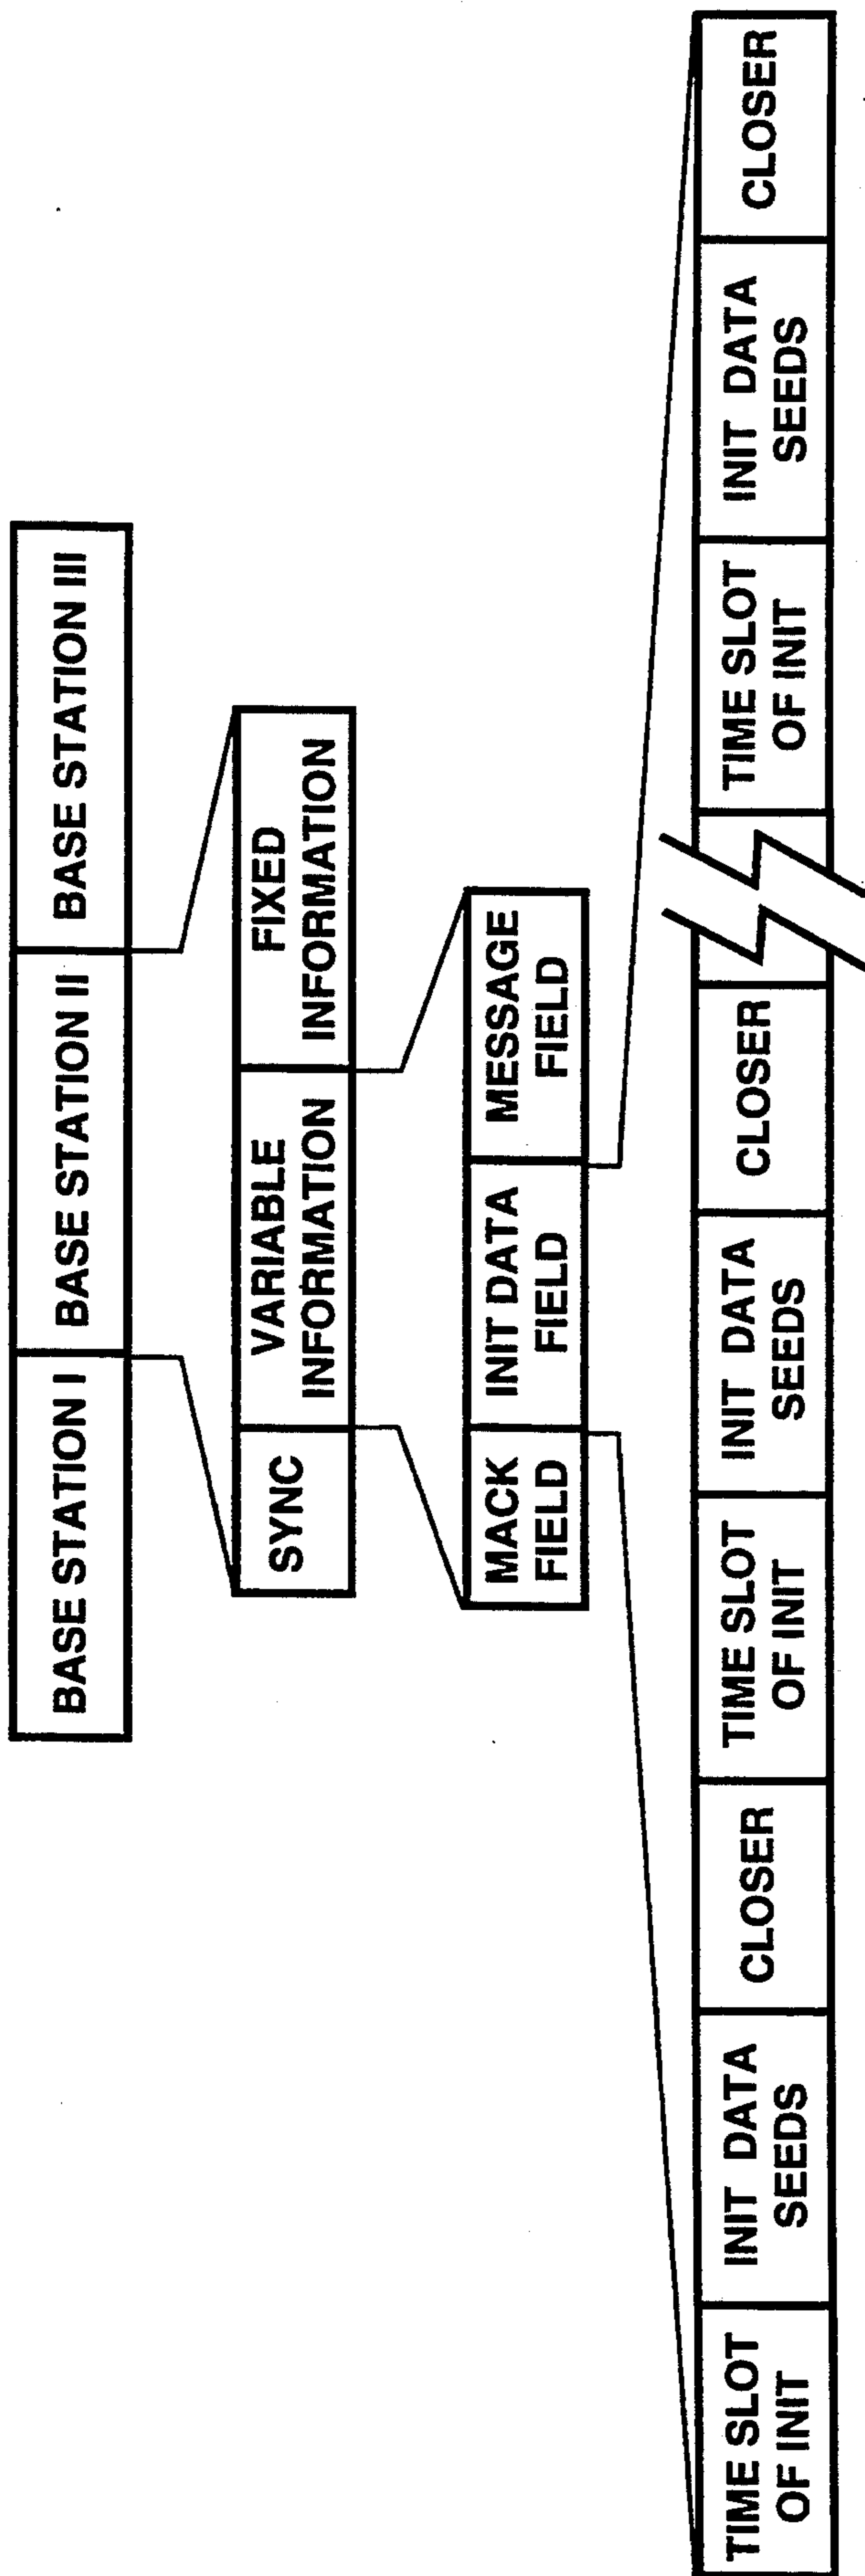 BASE STATION I
BASE STATION II
BASE STATION III
SYNC
VARIABLE
INFORMATION
FIXED
INFORMATION
MACK
FIELD
INIT DATA
FIELD
MESSAGE
FIELD
TIME SLOT
OF INIT
INIT DATA
SEEDS
CLOSER
TIME SLOT
OF INIT
INIT DATA
SEEDS
CLOSER
TIME SLOT
OF INIT
INIT DATA
SEEDS
CLOSER